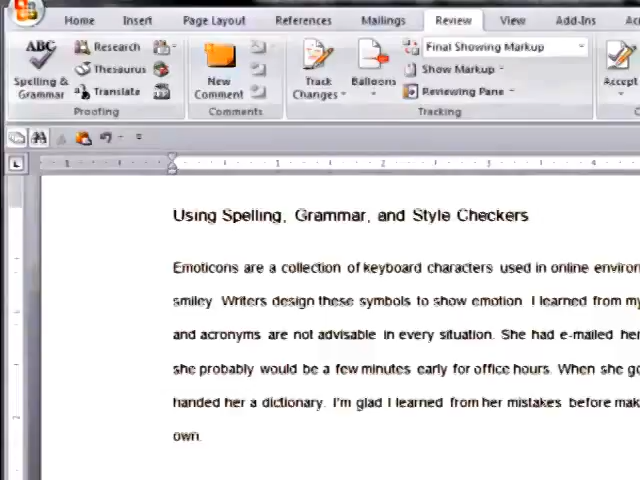 Home Insert Page Layout References Mailings Review View Add-Ins
ABC Research Final Showing Markup
Thesaurus Show Markup
Spelling & Grammar Translate New Comment Track Changes Balloons Reviewing Pane Accept
Proofing Comments Tracking
Using Spelling, Grammar, and Style Checkers
Emoticons are a collection of keyboard characters used in online
smiley. Writers design these symbols to show emotion. I learned from my
and acronyms are not advisable in every situation. She had e-mailed
she probably would be a few minutes early for office hours. When she
handed her a dictionary. I'm glad I learned from her mistakes before
own.